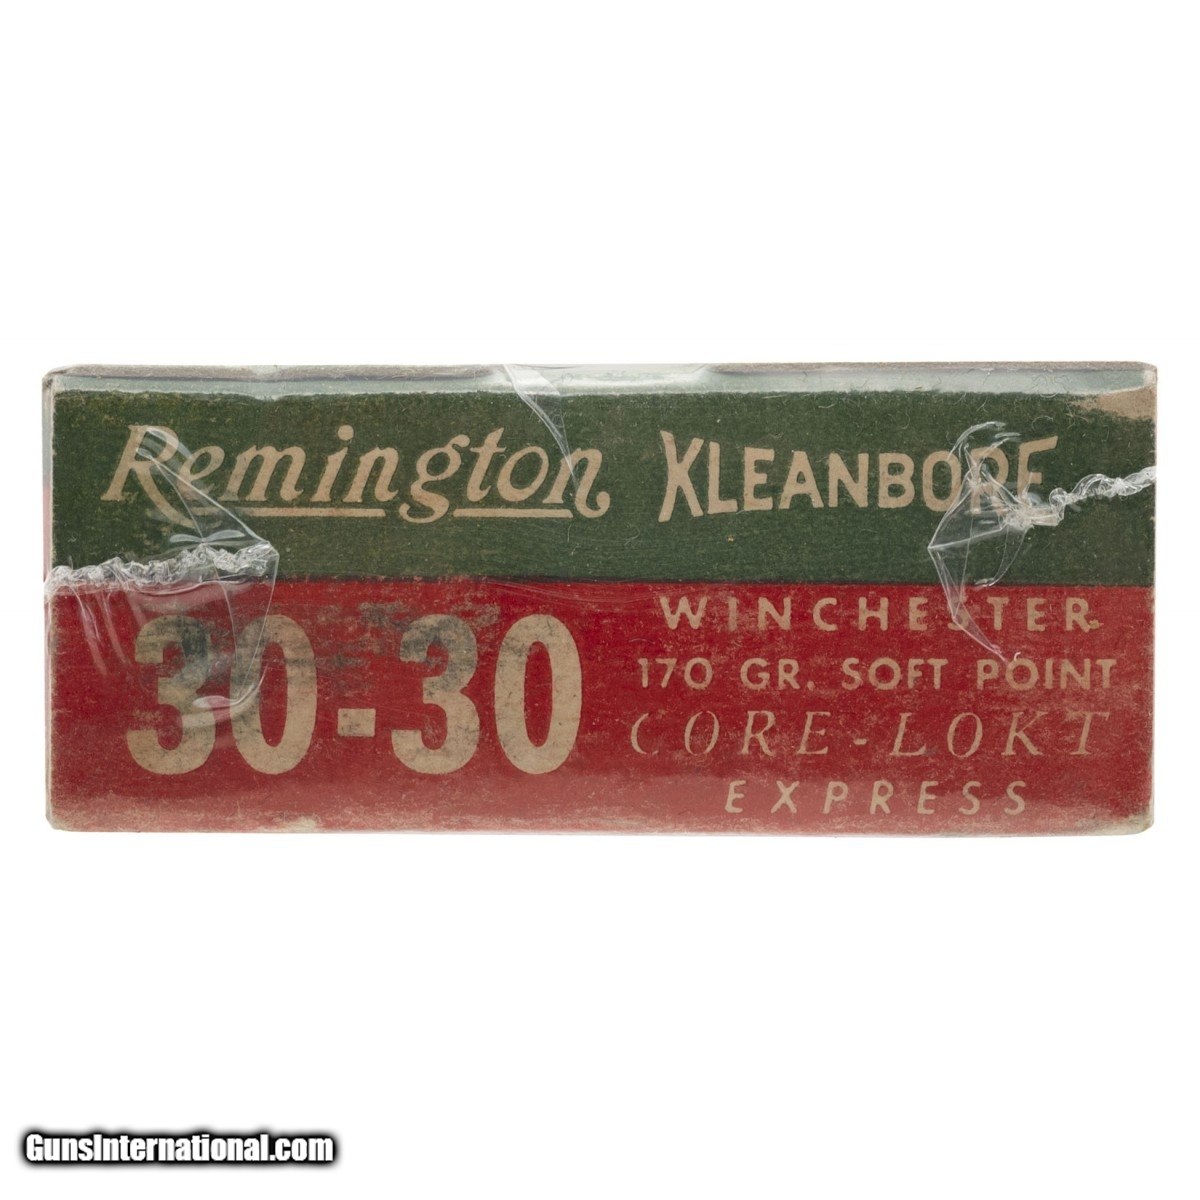 Remington KLEANBORE
30-30
WINCHESTER
170 GR. SOFT POINT
CORE-LOKT
EXPRESS
GunsInternational.com